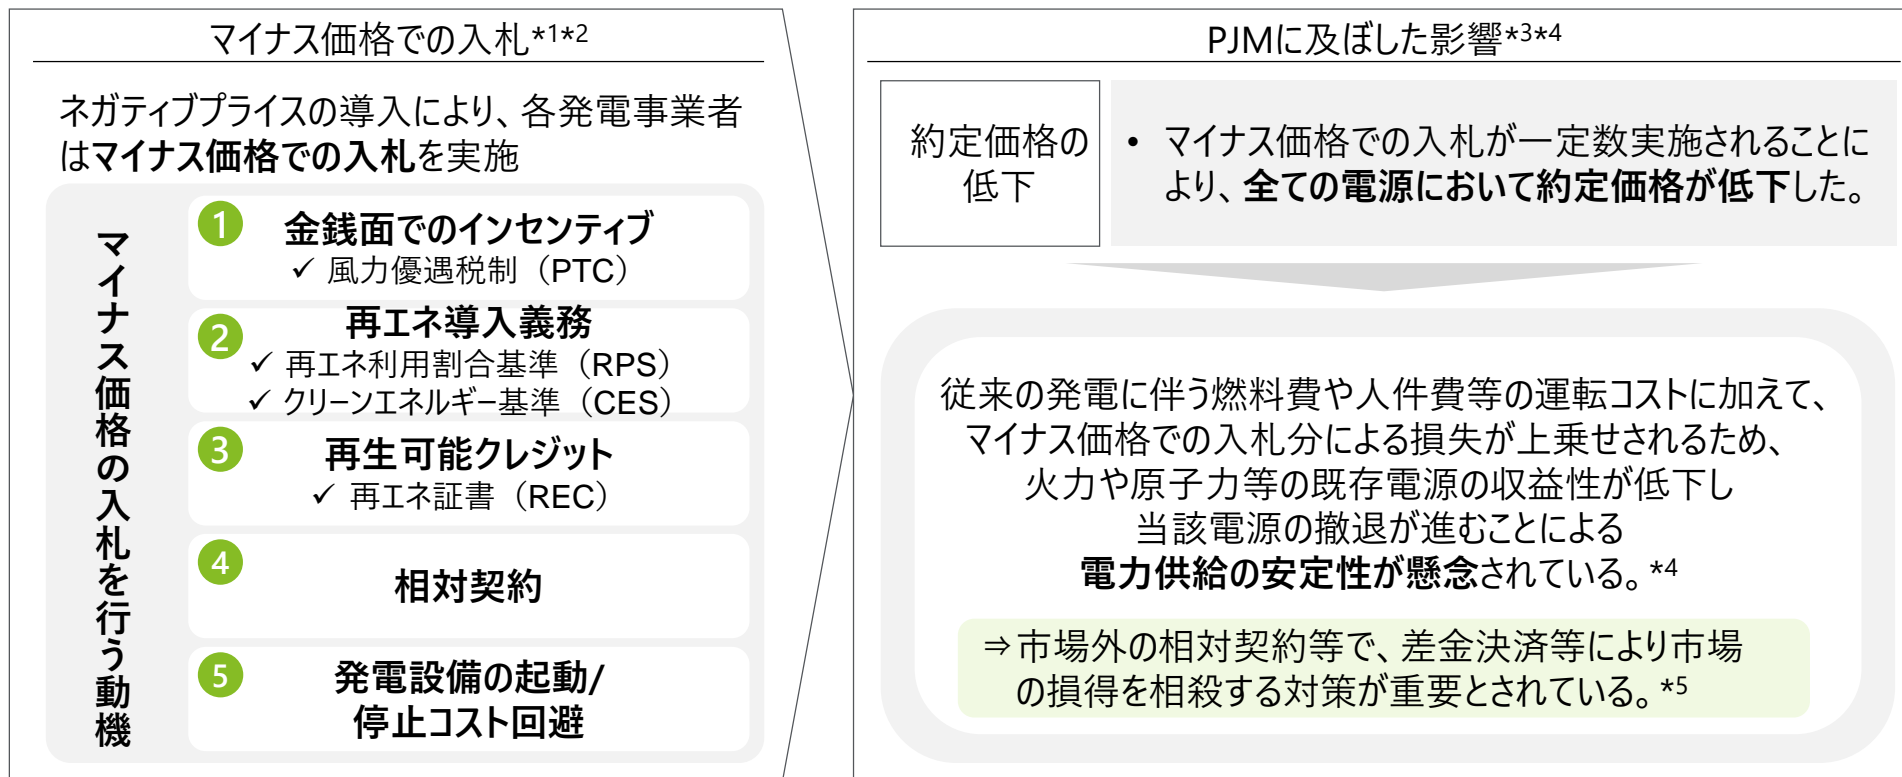 マイナス価格での入札*1*2
ネガティブプライスの導入により、各発電事業者
はマイナス価格での入札を実施
マイナス価格の入札を行う動機
1 金銭面でのインセンティブ
✓ 風力優遇税制（PTC）
2 再エネ導入義務
✓ 再エネ利用割合基準（RPS）
✓ クリーンエネルギー基準（CES）
3 再生可能クレジット
✓ 再エネ証書（REC）
4 相対契約
5 発電設備の起動/
停止コスト回避
PJMに及ぼした影響*3*4
約定価格の
低下
• マイナス価格での入札が一定数実施されることに
より、全ての電源において約定価格が低下した。
従来の発電に伴う燃料費や人件費等の運転コストに加えて、
マイナス価格での入札分による損失が上乗せされるため、
火力や原子力等の既存電源の収益性が低下し
当該電源の撤退が進むことによる
電力供給の安定性が懸念されている。*4
⇒市場外の相対契約等で、差金決済等により市場
の損得を相殺する対策が重要とされている。*5